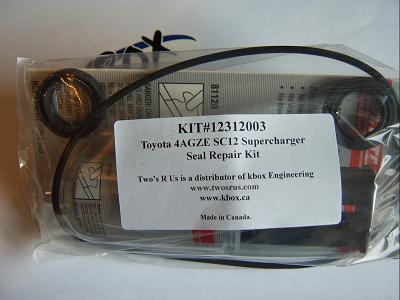 KIT#12312003
Toyota 4AGZE SC12 Supercharger
Seal Repair Kit
Two's R Us is a distributor of kbox Engineering
www.twosrus.com
www.kbox.ca
Made in Canada.
81121